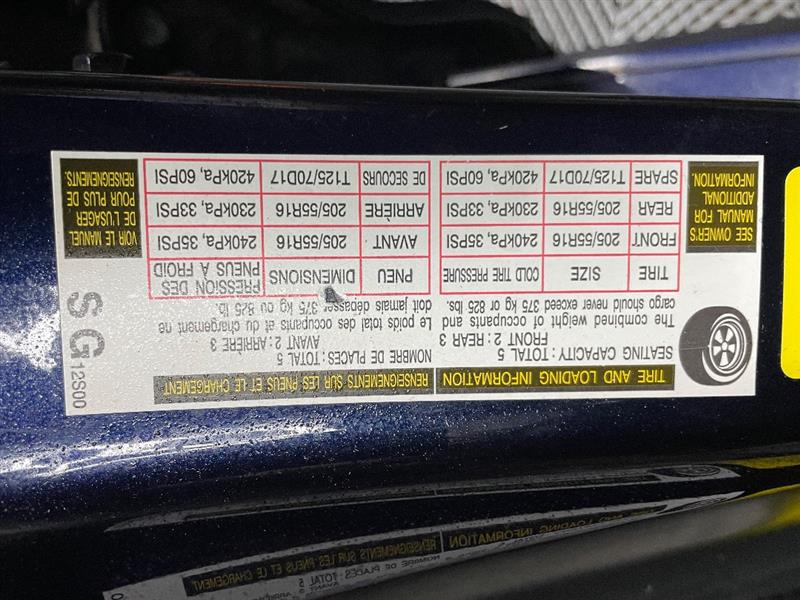 TIRE AND LOADING INFORMATION
RENSEIGNEMENTS SUR LES PNEUS ET LE CHARGEMENT
SEATING CAPACITY: TOTAL 5
FRONT 2 : REAR 3
The combined weight of occupants and
cargo should never exceed 375 kg or 825 lbs.
NOMBRE DE PLACES: TOTAL 5
AVANT 2 : ARRIÈRE 3
Le poids total des occupants et du chargement ne
doit jamais dépasser 375 kg ou 825 lb.
TIRE SIZE COLD TIRE PRESSURE
FRONT 205/55R16 240kPa, 35PSI
REAR 205/55R16 230kPa, 33PSI
SPARE T125/70D17 420kPa, 60PSI
PNEU DIMENSIONS PRESSION DES PNEUS À FROID
AVANT 205/55R16 240kPa, 35PSI
ARRIÈRE 205/55R16 230kPa, 33PSI
DE SECOURS T125/70D17 420kPa, 60PSI
SEE OWNER'S
MANUAL FOR
ADDITIONAL
INFORMATION.
VOIR LE MANUEL
DE L'USAGER
POUR PLUS DE
RENSEIGNEMENTS.
12S00
S G